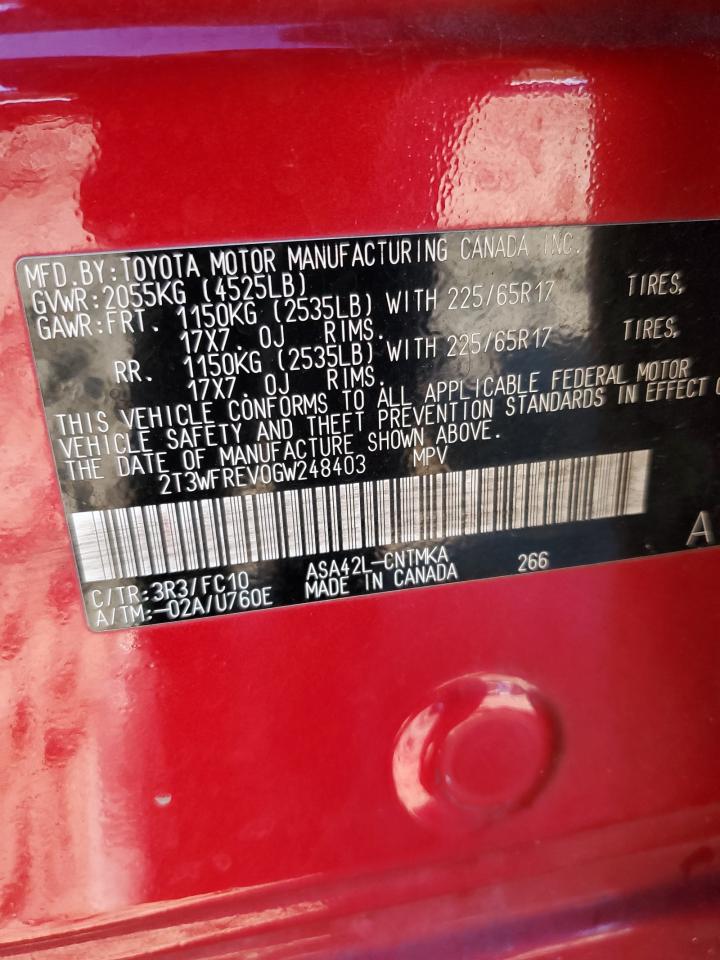 MFD.BY:TOYOTA MOTOR MANUFACTURING CANADA INC.
GVWR:2055KG (4525LB)
GAWR:FRT. 1150KG (2535LB) WITH 225/65R17 TIRES,
17X7.0J RIMS.
RR. 1150KG (2535LB) WITH 225/65R17 TIRES,
17X7.0J RIMS.
THIS VEHICLE CONFORMS TO ALL APPLICABLE FEDERAL MOTOR
VEHICLE SAFETY AND THEFT PREVENTION STANDARDS IN EFFECT
THE DATE OF MANUFACTURE SHOWN ABOVE.
2T3WFREV0GW248403 MPV
A
ASA42L-CNTMKA 266
C/TR:3R3/FC10 MADE IN CANADA
A/TM:-02A/U760E